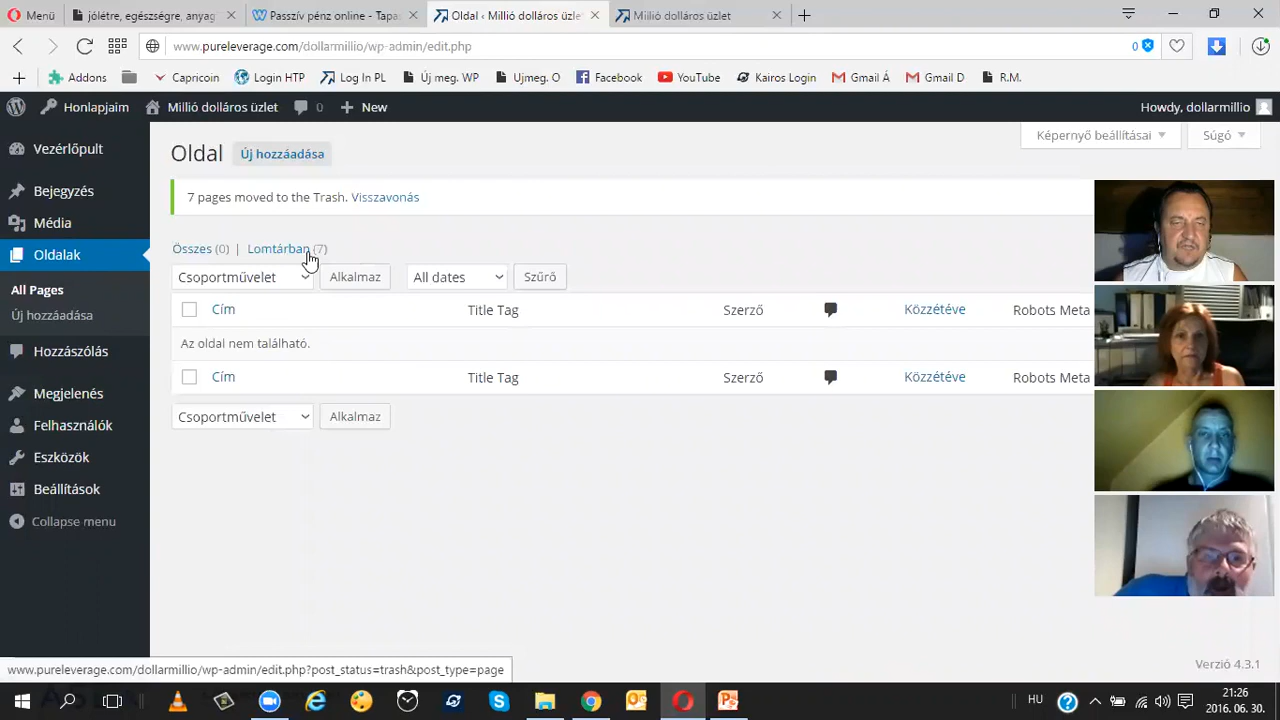 Menü
jólétre, egészségre, anyag
Passzív pénz online - Tapas
Oldal ‹ Millió dolláros üzlet
Millió dolláros üzlet
www.pureleverage.com/dollarmillio/wp-admin/edit.php
0
Addons
Capricoin
Login HTP
Log In PL
Új meg. WP
Ujmeg. O
Facebook
YouTube
Kairos Login
Gmail Á
Gmail D
R.M.
Honlapjaim
Millió dolláros üzlet
0
New
Howdy, dollarmillio
Vezérlőpult
Bejegyzés
Média
Oldalak
All Pages
Új hozzáadása
Hozzászólás
Megjelenés
Felhasználók
Eszközök
Beállítások
Collapse menu
Képernyő beállításai
Súgó
Oldal
Új hozzáadása
7 pages moved to the Trash. Visszavonás
Összes (0) | Lomtárban (7)
Csoportművelet
Alkalmaz
All dates
Szűrő
Cím
Title Tag
Szerző
Közzétéve
Robots Meta
Az oldal nem található.
Cím
Title Tag
Szerző
Közzétéve
Robots Meta
Csoportművelet
Alkalmaz
Verzió 4.3.1
www.pureleverage.com/dollarmillio/wp-admin/edit.php?post_status=trash&post_type=page
HU
21:26
2016. 06. 30.